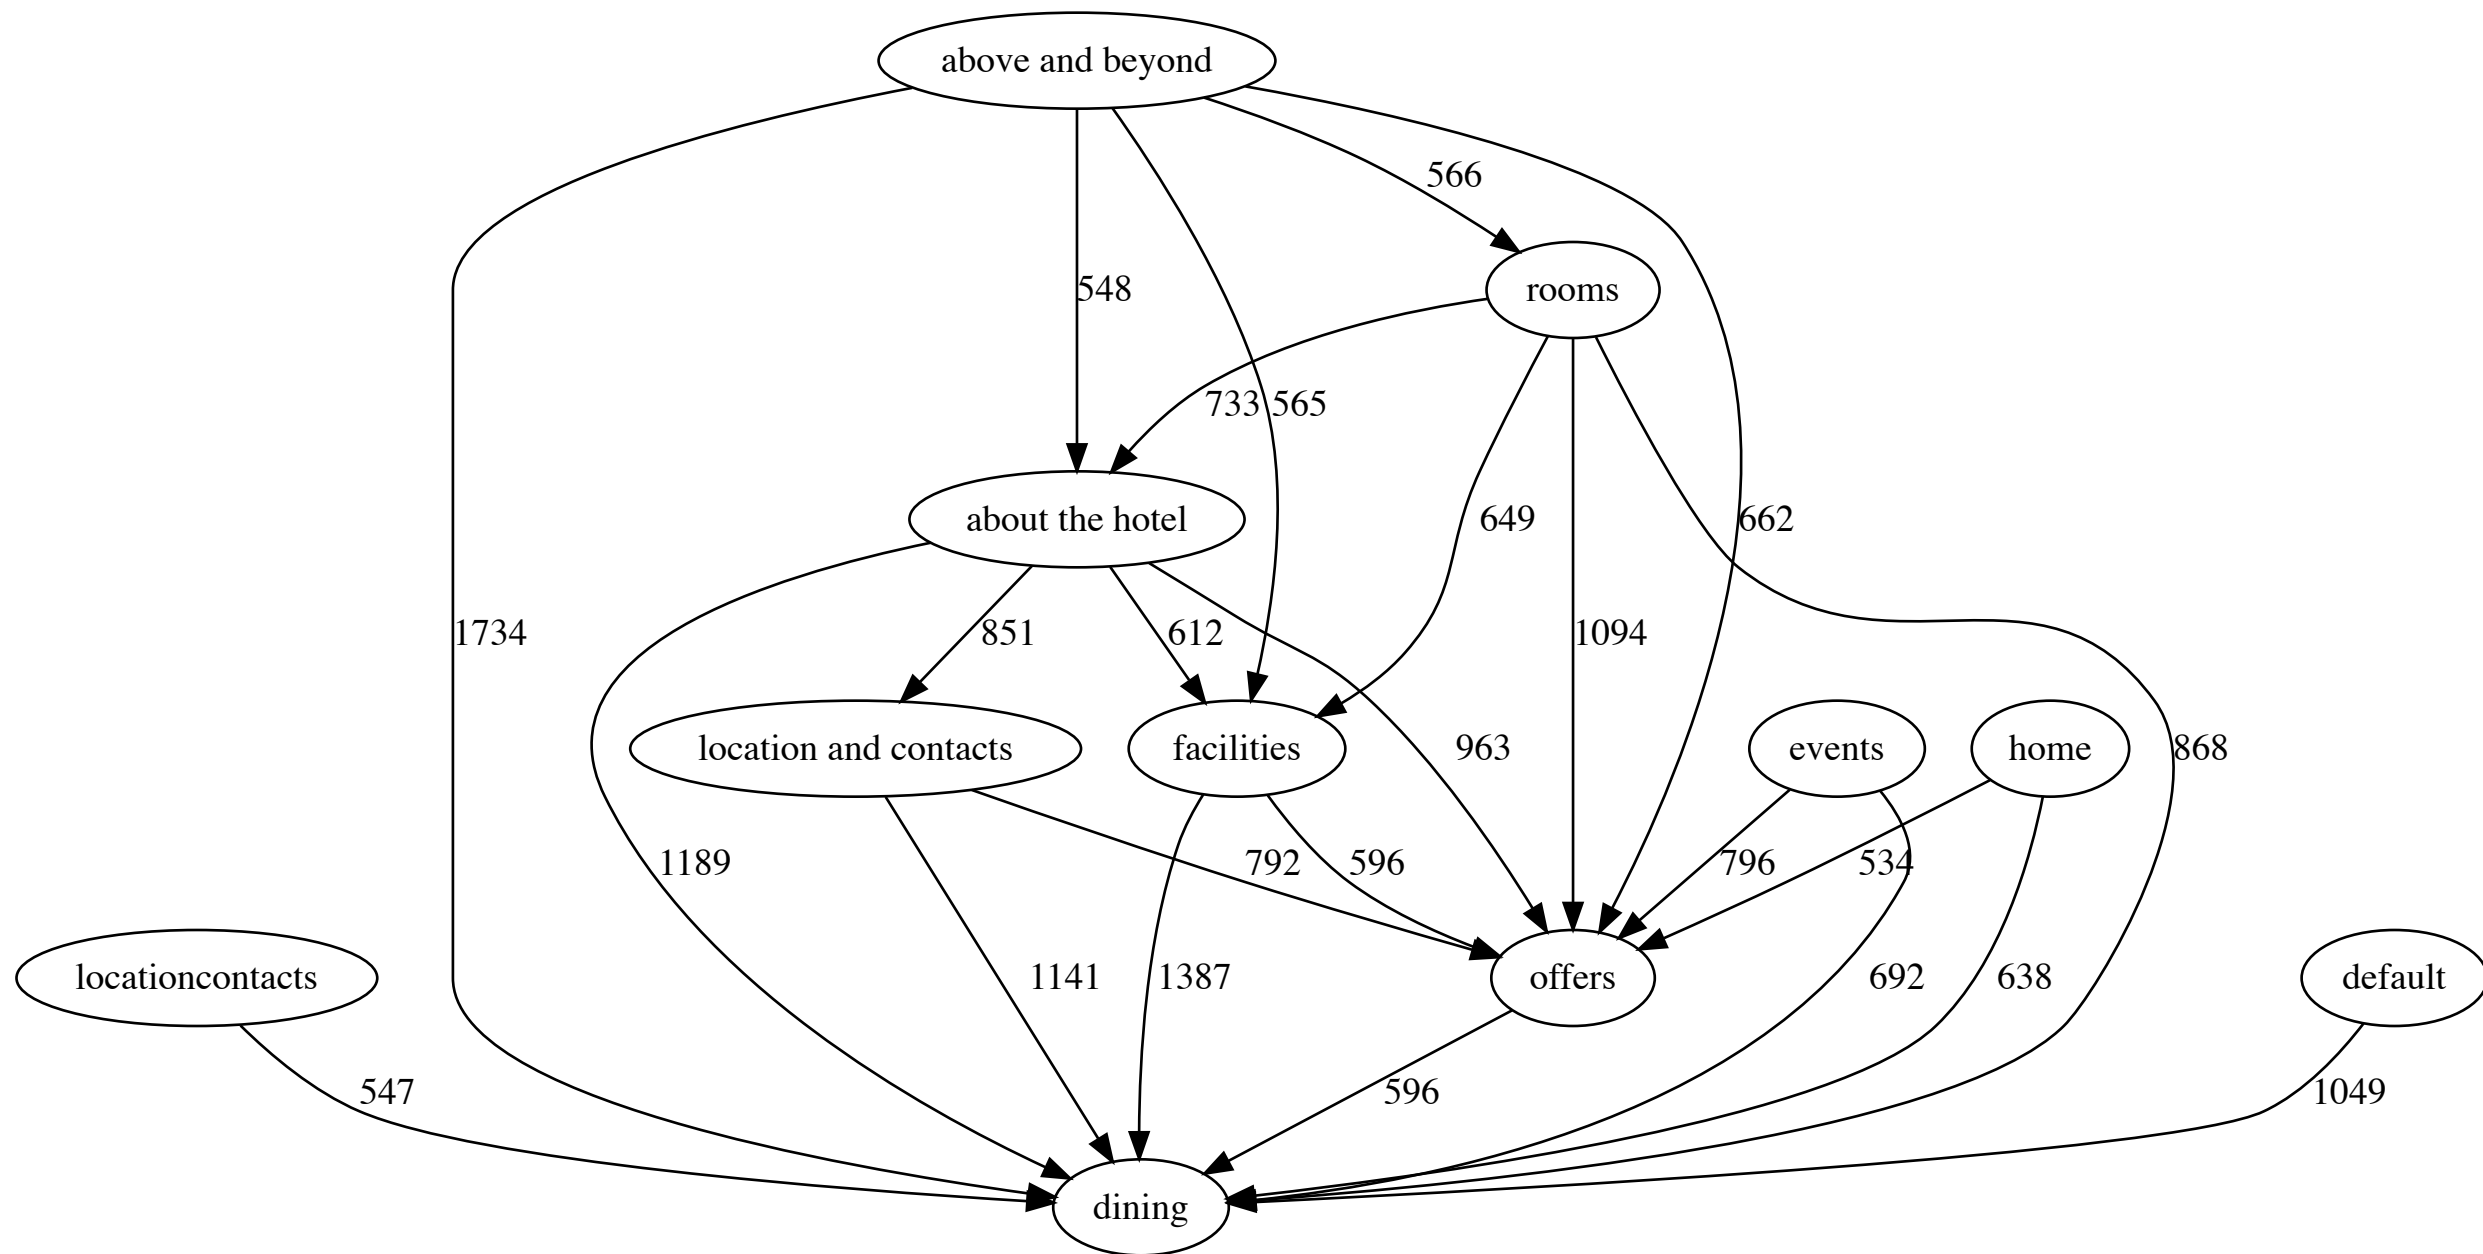 above and beyond
566
rooms
548
733
565
about the hotel
649
662
1734
851
612
1094
location and contacts
facilities
963
events
home
868
1189
792
596
796
534
locationcontacts
1141
1387
offers
692
638
default
547
596
1049
dining